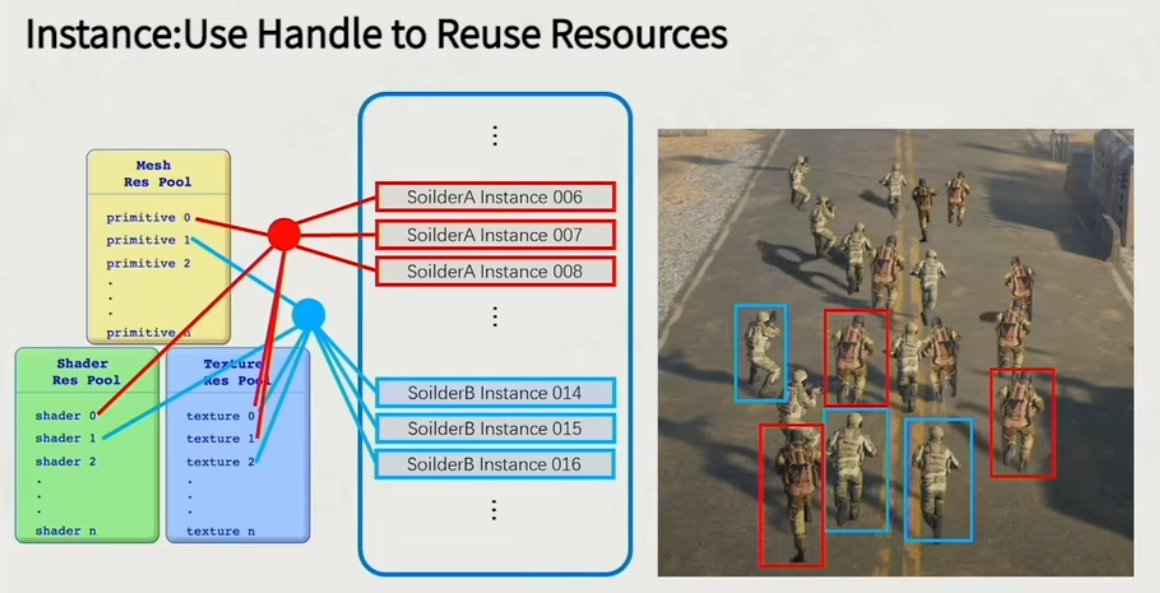 Instance:Use Handle to Reuse Resources
Mesh
Res Pool
primitive 0
primitive 1
primitive 2
.
.
.
primitive n
Shader
Res Pool
shader 0
shader 1
shader 2
.
.
.
shader n
Texture
Res Pool
texture 0
texture 1
texture 2
.
.
.
texture n
⋮
SoilderA Instance 006
SoilderA Instance 007
SoilderA Instance 008
⋮
SoilderB Instance 014
SoilderB Instance 015
SoilderB Instance 016
⋮